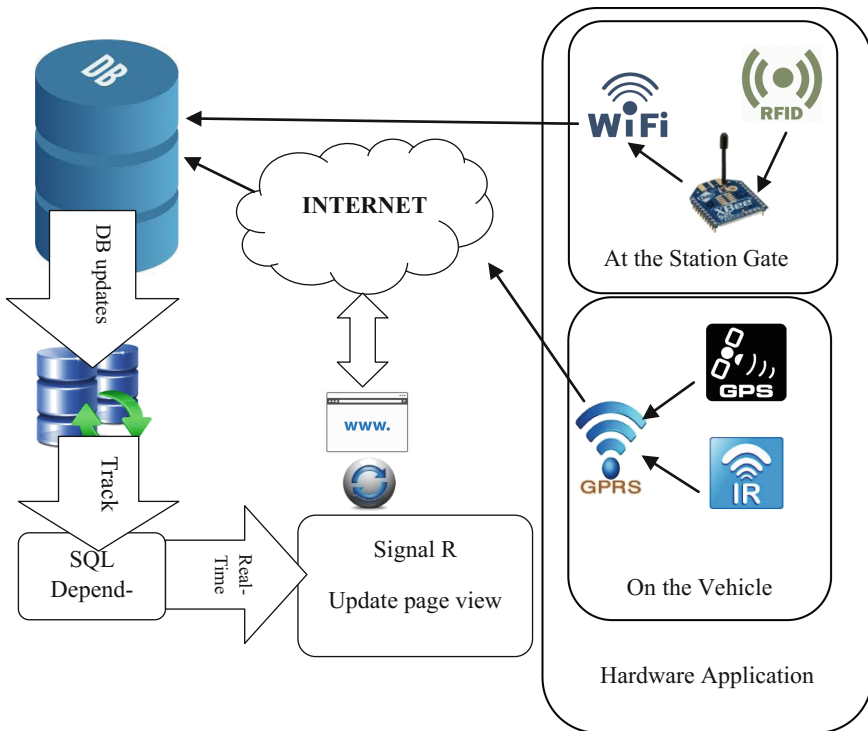 DB
WiFi
RFID
XBee
At the Station Gate
INTERNET
DB updates
GPS
www.
GPRS
IR
Track
SQL
Depend-
Real-
Time
Signal R
Update page view
On the Vehicle
Hardware Application